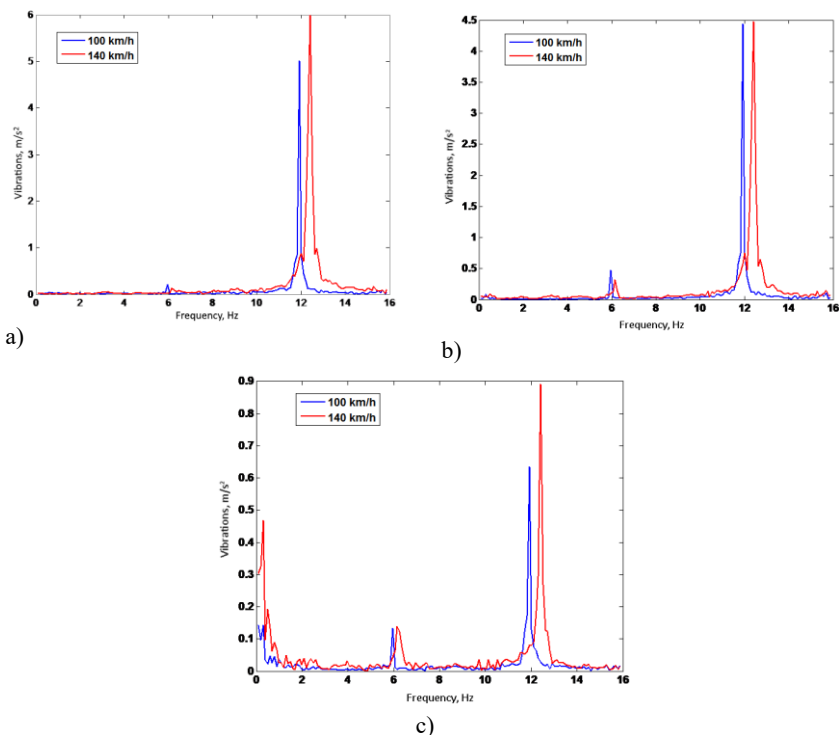 6
5
4
3
2
1
0
0 2 4 6 8 10 12 14 16
Vibrations, m/s²
Frequency, Hz
100 km/h
140 km/h
a)
4.5
4
3.5
3
2.5
2
1.5
1
0.5
0
0 2 4 6 8 10 12 14 16
Vibrations, m/s²
Frequency, Hz
100 km/h
140 km/h
b)
0.9
0.8
0.7
0.6
0.5
0.4
0.3
0.2
0.1
0
0 2 4 6 8 10 12 14 16
Vibrations, m/s²
Frequency, Hz
100 km/h
140 km/h
c)